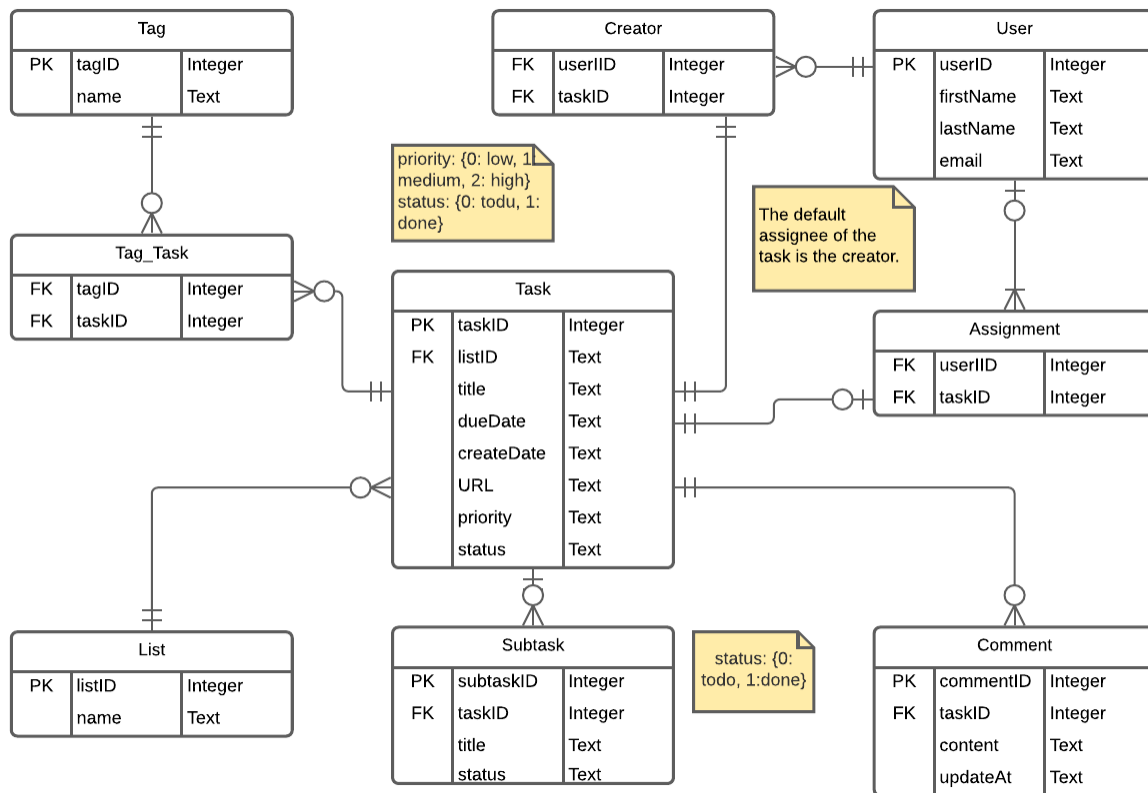 Tag
PK tagID Integer
name Text
Creator
FK userIID Integer
FK taskID Integer
User
PK userID Integer
firstName Text
lastName Text
email Text
priority: {0: low, 1:
medium, 2: high}
status: {0: todu, 1:
done}
The default
assignee of the
task is the creator.
Tag_Task
FK tagID Integer
FK taskID Integer
Task
PK taskID Integer
FK listID Text
title Text
dueDate Text
createDate Text
URL Text
priority Text
status Text
Assignment
FK userIID Integer
FK taskID Integer
List
PK listID Integer
name Text
Subtask
PK subtaskID Integer
FK taskID Integer
title Text
status Text
status: {0:
todo, 1:done}
Comment
PK commentID Integer
FK taskID Integer
content Text
updateAt Text